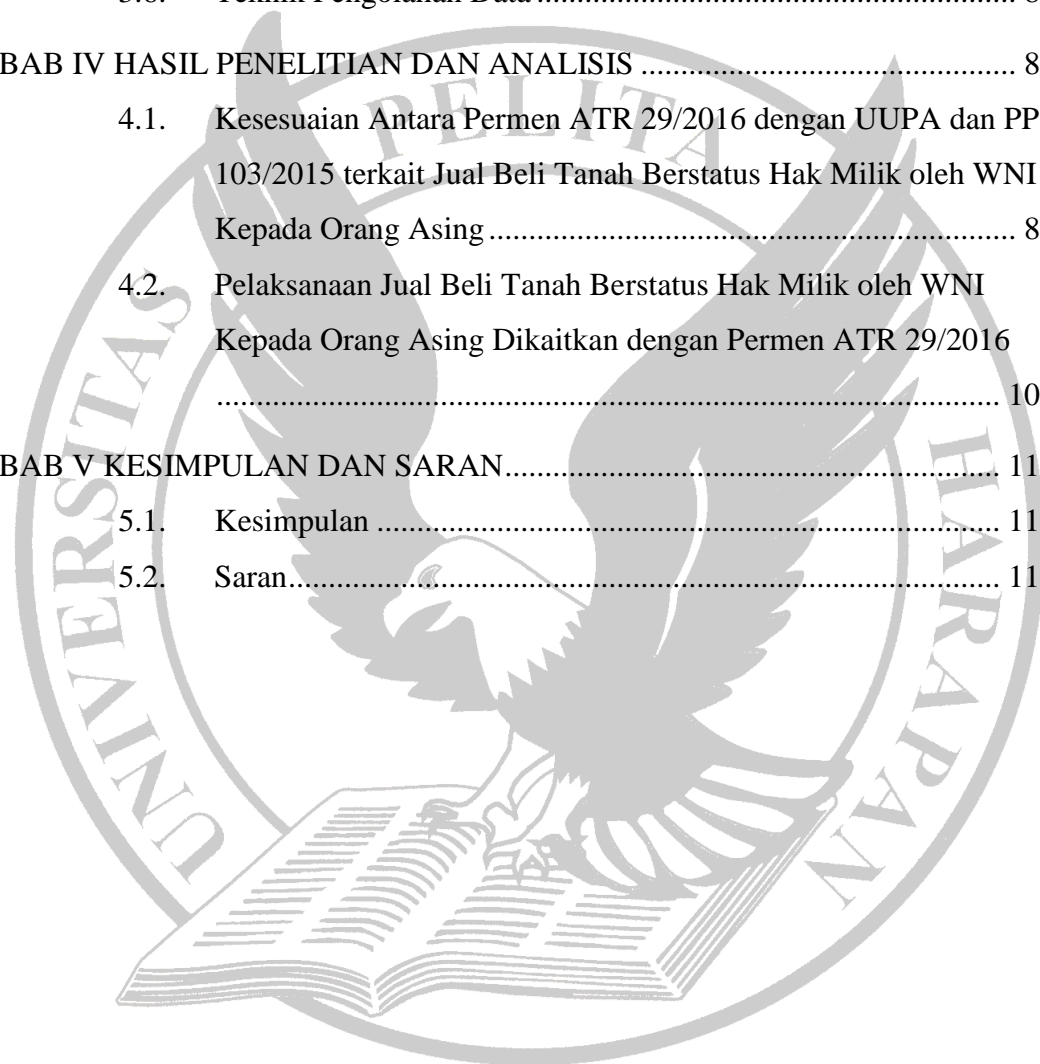 BAB IV HASIL PENELITIAN DAN ANALISIS ............................................ 8
4.1. Kesesuaian Antara Permen ATR 29/2016 dengan UUPA dan PP
103/2015 terkait Jual Beli Tanah Berstatus Hak Milik oleh WNI
Kepada Orang Asing .............................................................. 8
4.2. Pelaksanaan Jual Beli Tanah Berstatus Hak Milik oleh WNI
Kepada Orang Asing Dikaitkan dengan Permen ATR 29/2016
............................................................................................ 10
BAB V KESIMPULAN DAN SARAN.......................................................... 11
5.1. Kesimpulan ......................................................................... 11
5.2. Saran................................................................................... 11
UNIVERSITAS PELITA HARAPAN